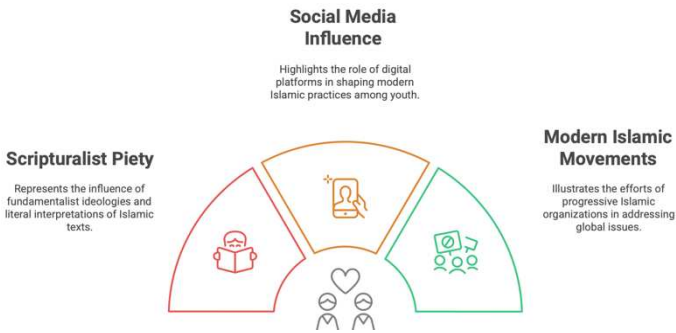 Social Media
Influence
Highlights the role of digital
platforms in shaping modern
Islamic practices among youth.
Scripturalist Piety
Represents the influence of
fundamentalist ideologies and
literal interpretations of Islamic
texts.
Modern Islamic
Movements
Illustrates the efforts of
progressive Islamic
organizations in addressing
global issues.